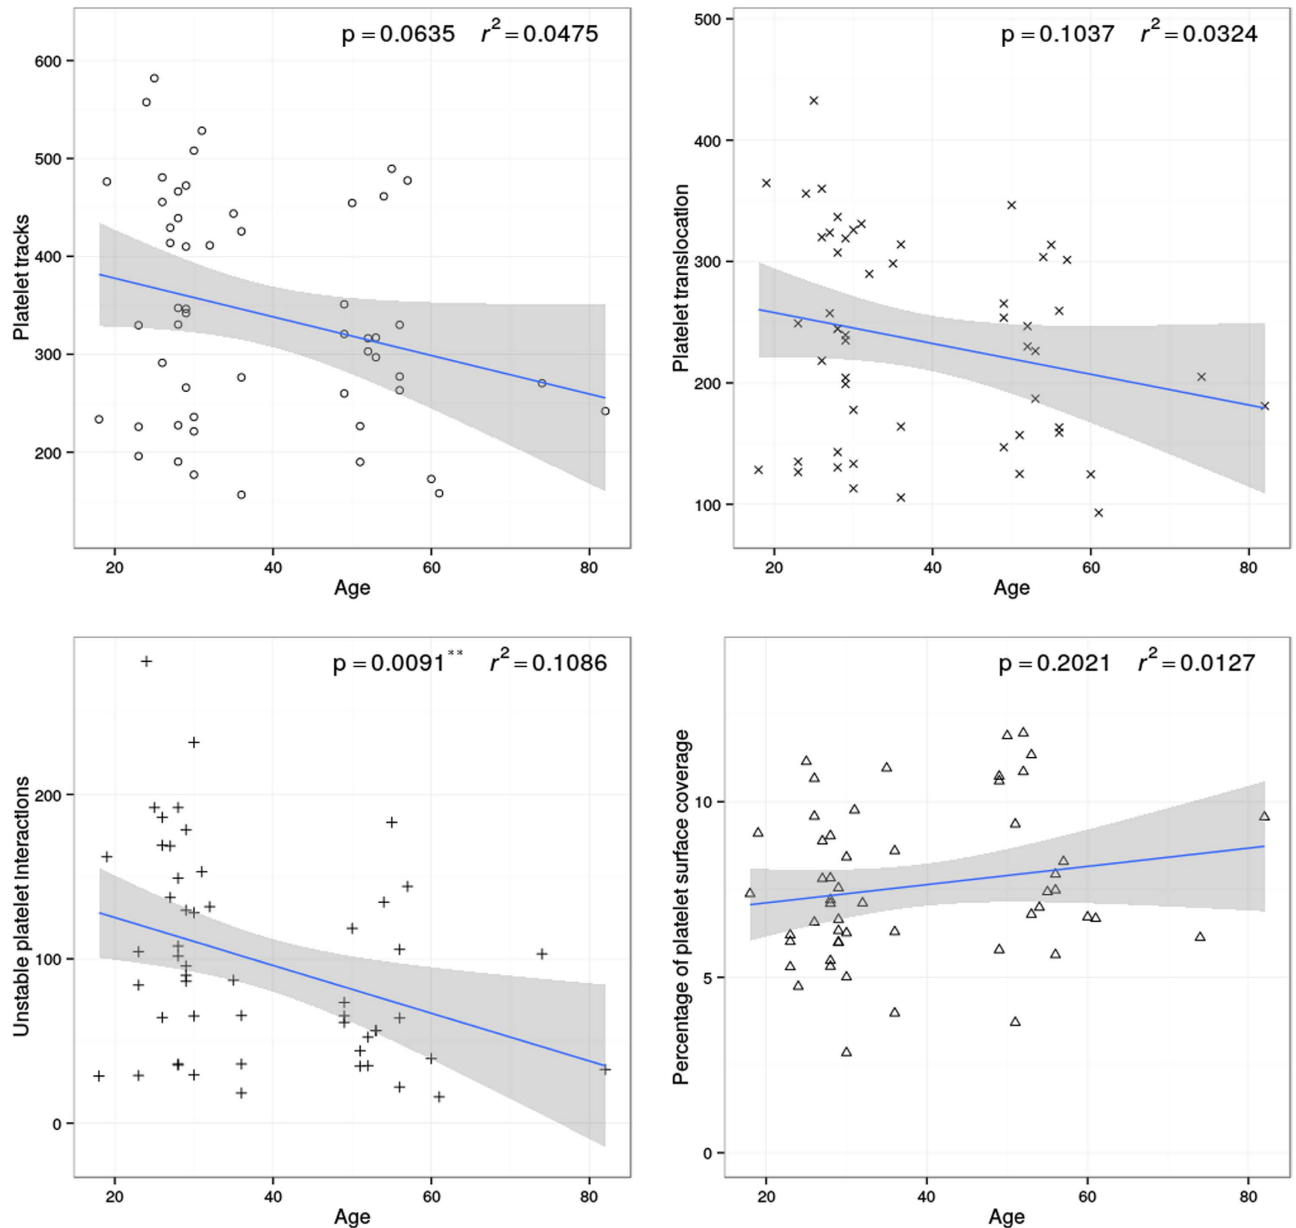 p = 0.0635 r² = 0.0475
600
500
400
300
200
Platelet tracks
20 40 60 80
Age
p = 0.1037 r² = 0.0324
500
400
300
200
100
Platelet translocation
20 40 60 80
Age
p = 0.0091** r² = 0.1086
200
100
0
Unstable platelet Interactions
20 40 60 80
Age
p = 0.2021 r² = 0.0127
10
5
0
Percentage of platelet surface coverage
20 40 60 80
Age